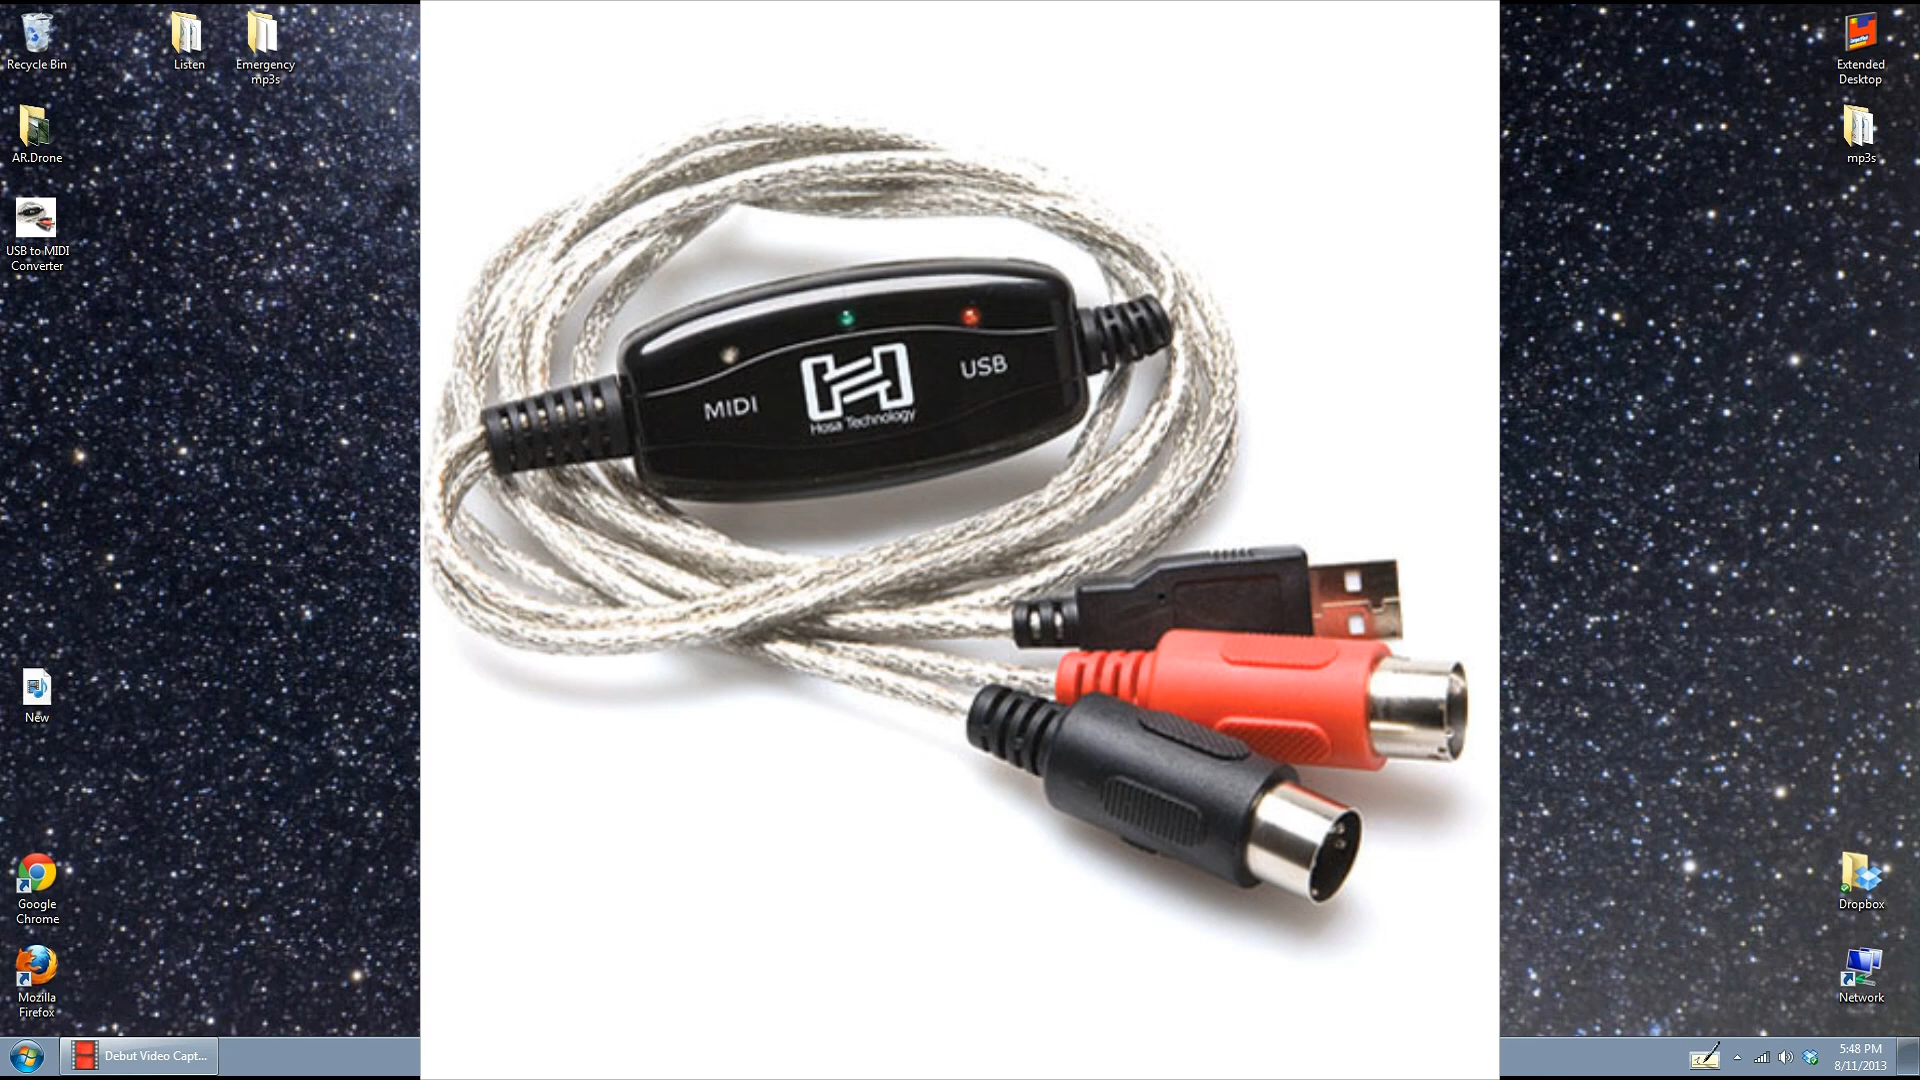 Recycle Bin
Listen
Emergency
mp3s
Extended
Desktop
AR.Drone
mp3s
USB to MIDI
Converter
MIDI
USB
Hosa Technology
New
Google
Chrome
Dropbox
Mozilla
Firefox
Network
Debut Video Capt...
5:48 PM
8/11/2013